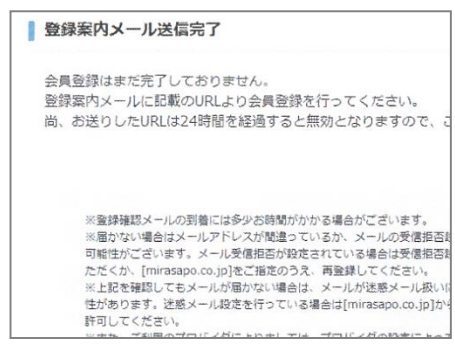 登録案内メール送信完了
会員登録はまだ完了しておりません。
登録案内メールに記載のURLより会員登録を行ってください。
尚、お送りしたURLは24時間を経過すると無効となりますので、こ
※登録確認メールの到着には多少お時間がかかる場合がございます。
※届かない場合はメールアドレスが間違っているか、メールの受信拒否設
可能性がございます。メール受信拒否が設定されている場合は受信拒否設
ただくか、[mirasapo.co.jp]をご指定のうえ、再登録してください。
※上記を確認してもメールが届かない場合は、メールが迷惑メール扱いに
性があります。迷惑メール設定を行っている場合は[mirasapo.co.jp]から
許可してください。